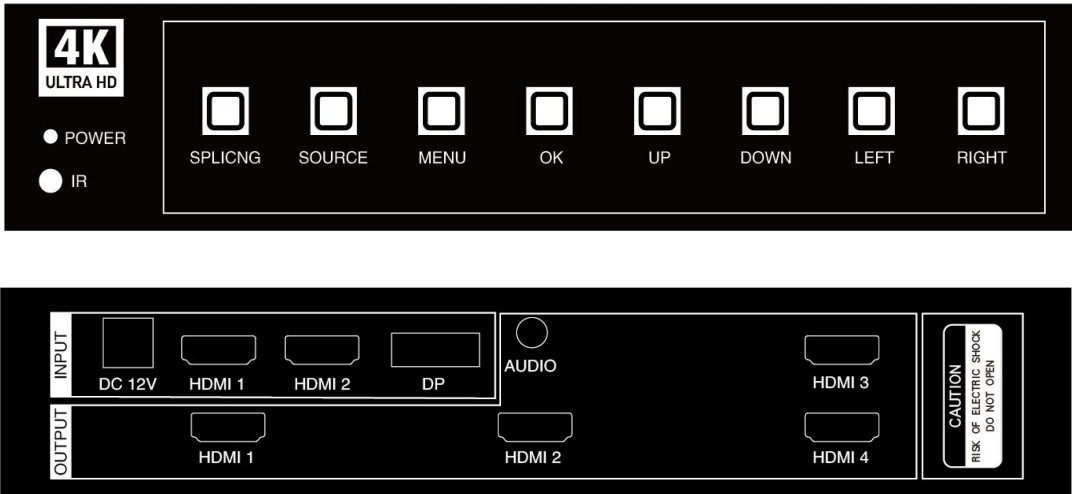 4K
ULTRA HD
POWER
IR
SPLICNG SOURCE MENU OK UP DOWN LEFT RIGHT
INPUT
DC 12V HDMI 1 HDMI 2 DP
AUDIO
HDMI 3
OUTPUT
HDMI 1 HDMI 2 HDMI 4
CAUTION
RISK OF ELECTRIC SHOCK
DO NOT OPEN